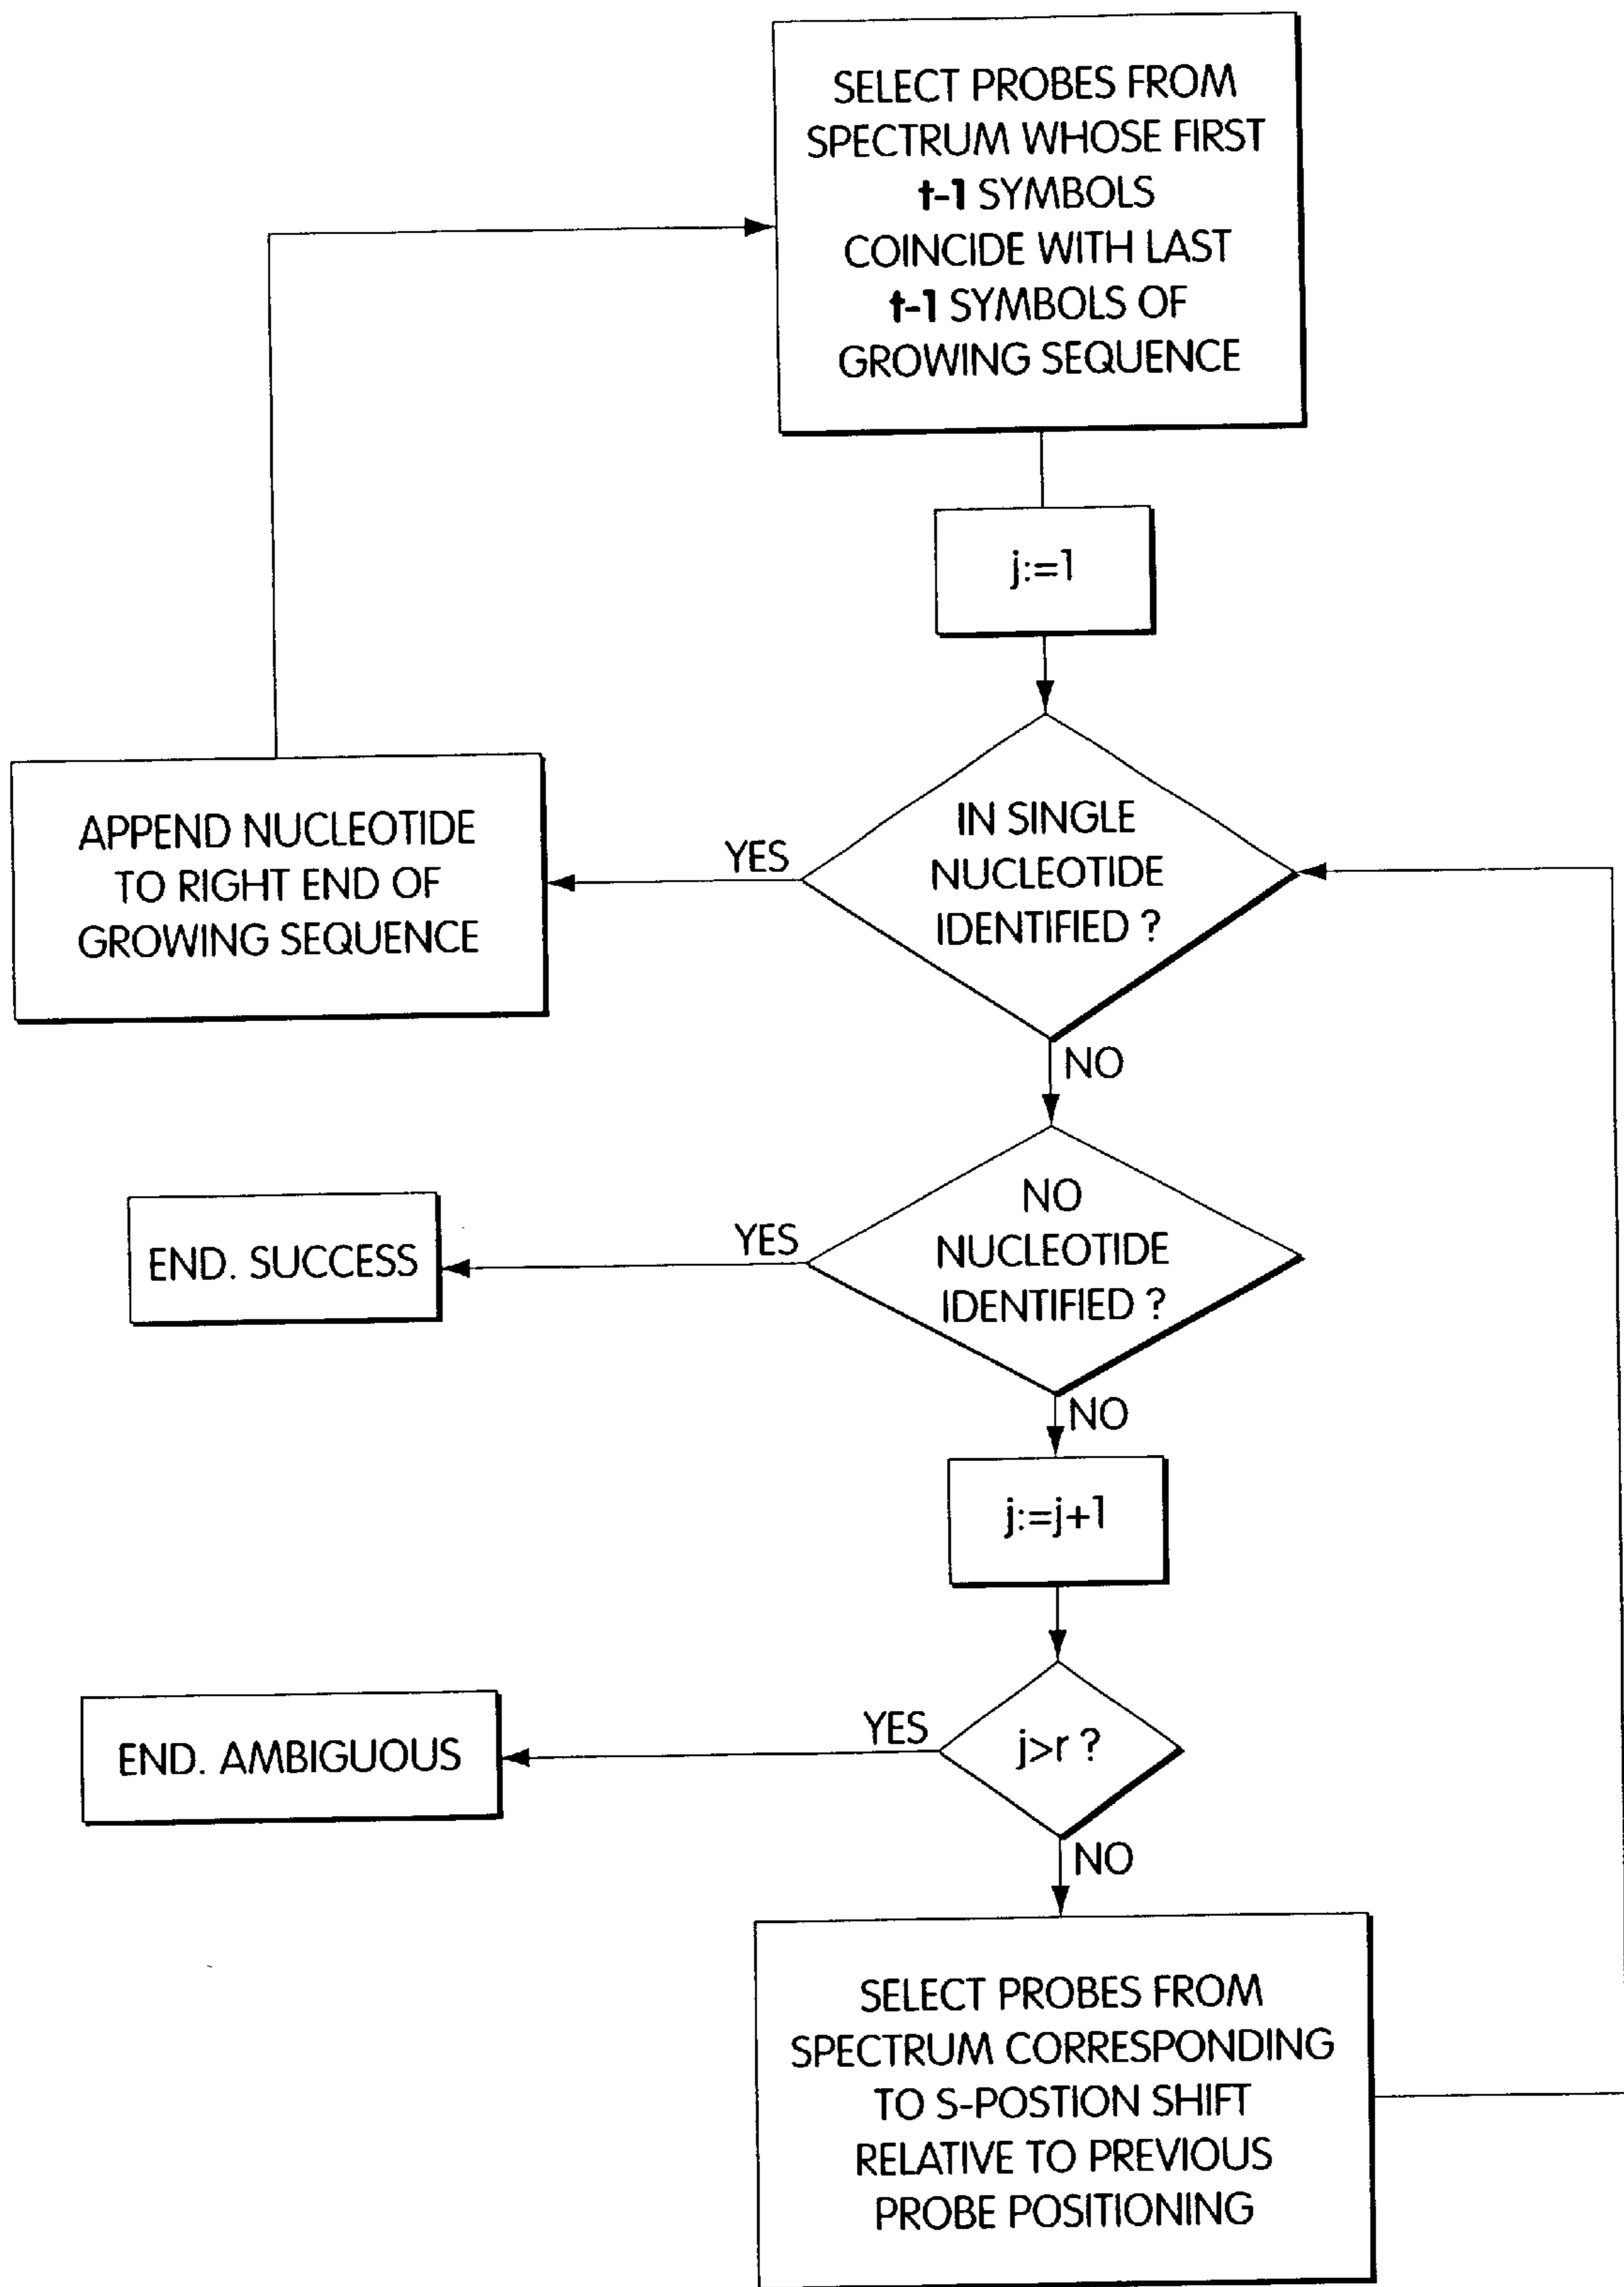 SELECT PROBES FROM
SPECTRUM WHOSE FIRST
t-1 SYMBOLS
COINCIDE WITH LAST
t-1 SYMBOLS OF
GROWING SEQUENCE
j:=1
IN SINGLE
NUCLEOTIDE
IDENTIFIED ?
YES
APPEND NUCLEOTIDE
TO RIGHT END OF
GROWING SEQUENCE
NO
NO
NUCLEOTIDE
IDENTIFIED ?
YES
END. SUCCESS
NO
j:=j+1
j>r ?
YES
END. AMBIGUOUS
NO
SELECT PROBES FROM
SPECTRUM CORRESPONDING
TO S-POSTION SHIFT
RELATIVE TO PREVIOUS
PROBE POSITIONING